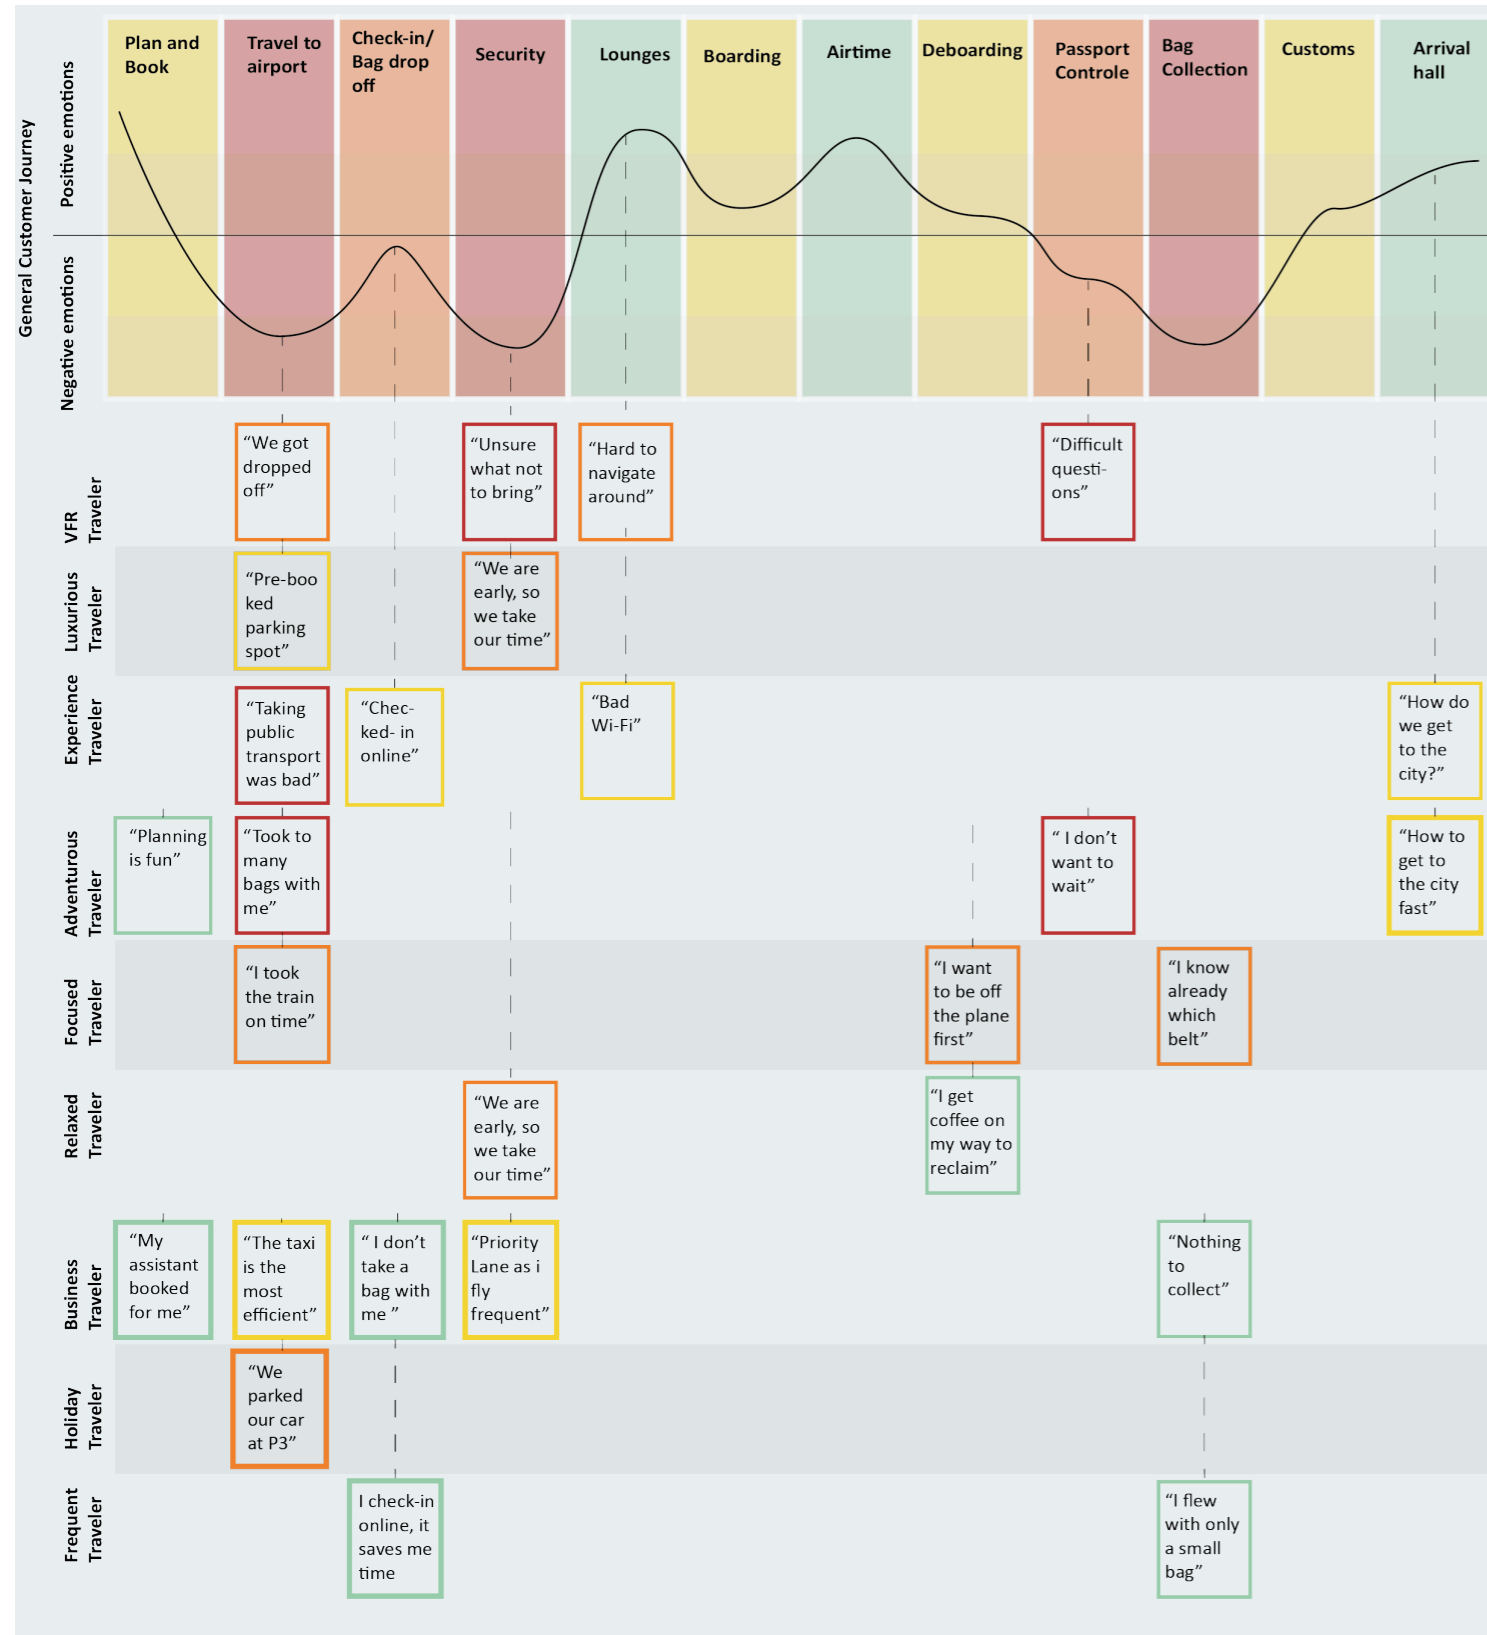 Plan and
Book
Travel to
airport
Check-in/
Bag drop
off
Security
Lounges
Boarding
Airtime
Deboarding
Passport
Controle
Bag
Collection
Customs
Arrival
hall
General Customer Journey
Positive emotions
Negative emotions
VFR
Traveler
“We got
dropped
off”
“Unsure
what not
to bring”
“Hard to
navigate
around”
“Difficult
questi-
ons”
Luxurious
Traveler
“Pre-boo
ked
parking
spot”
“We are
early, so
we take
our time”
Experience
Traveler
“Taking
public
transport
was bad”
“Chec-
ked- in
online”
“Bad
Wi-Fi”
“How do
we get
to the
city?”
Adventurous
Traveler
“Planning
is fun”
“Took to
many
bags with
me”
“ I don’t
want to
wait”
“How to
get to
the city
fast”
Focused
Traveler
“I took
the train
on time”
“I want
to be off
the plane
first”
“I know
already
which
belt”
Relaxed
Traveler
“We are
early, so
we take
our time”
“I get
coffee on
my way to
reclaim”
Business
Traveler
“My
assistant
booked
for me”
“The taxi
is the
most
efficient”
“ I don’t
take a
bag with
me ”
“Priority
Lane as i
fly
frequent”
“Nothing
to
collect”
Holiday
Traveler
“We
parked
our car
at P3”
Frequent
Traveler
I check-in
online, it
saves me
time
“I flew
with only
a small
bag”